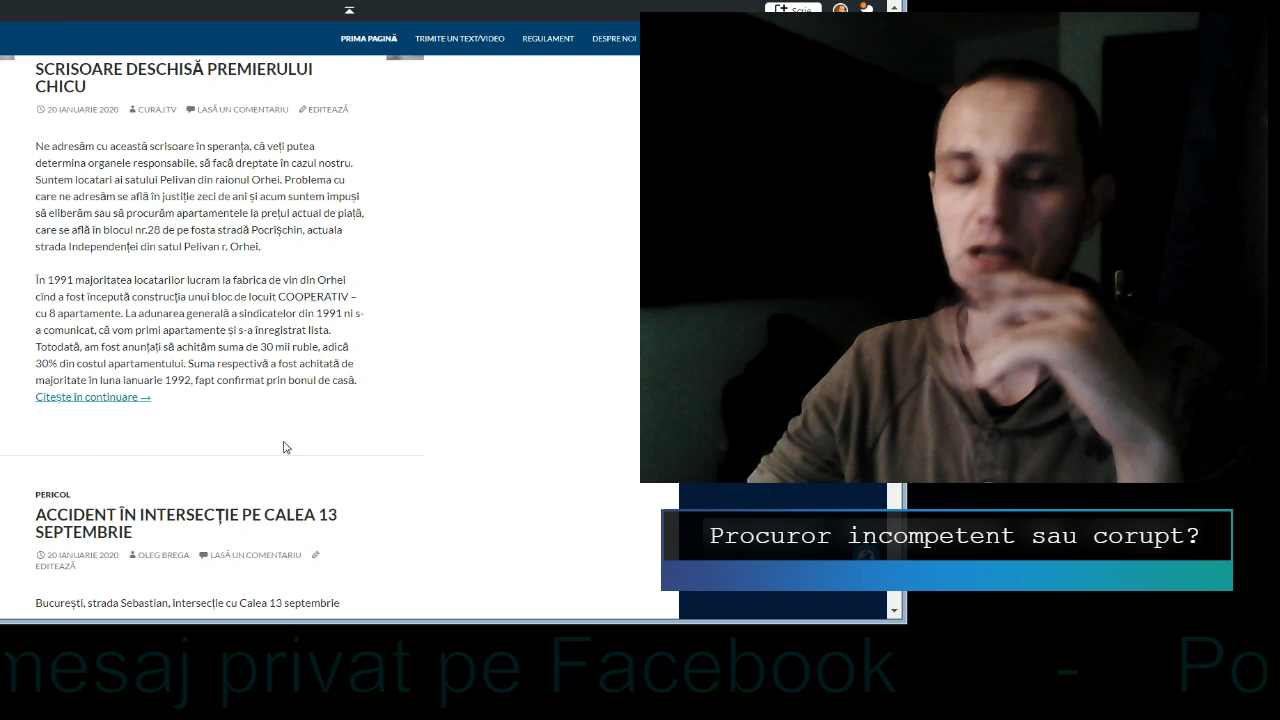 Scrie
PRIMA PAGINĂ TRIMITE UN TEXT/VIDEO REGULAMENT DESPRE NOI
SCRISOARE DESCHISĂ PREMIERULUI
CHICU
20 IANUARIE 2020 CURAJ.TV LASĂ UN COMENTARIU EDITEAZĂ
Ne adresăm cu această scrisoare în speranța, că veți putea
determina organele responsabile, să facă dreptate în cazul nostru.
Suntem locatari ai satului Pelivan din raionul Orhei. Problema cu
care ne adresăm se află în justiție zeci de ani și acum suntem impuși
să eliberăm sau să procurăm apartamentele la prețul actual de piață,
care se află în blocul nr.28 de pe fosta stradă Pocrîșchin, actuala
strada Independenței din satul Pelivan r. Orhei.
În 1991 majoritatea locatarilor lucram la fabrica de vin din Orhei
cînd a fost începută construcția unui bloc de locuit COOPERATIV –
cu 8 apartamente. La adunarea generală a sindicatelor din 1991 ni s-
a comunicat, că vom primi apartamente și s-a înregistrat lista.
Totodată, am fost anunțați să achităm suma de 30 mii ruble, adică
30% din costul apartamentului. Suma respectivă a fost achitată de
majoritate în luna ianuarie 1992, fapt confirmat prin bonul de casă.
Citește în continuare →
PERICOL
ACCIDENT ÎN INTERSECȚIE PE CALEA 13
SEPTEMBRIE
20 IANUARIE 2020 OLEG BREGA LASĂ UN COMENTARIU
EDITEAZĂ
București, strada Sebastian, intersecție cu Calea 13 septembrie
Procuror incompetent sau corupt?
mesaj privat pe Facebook - Po